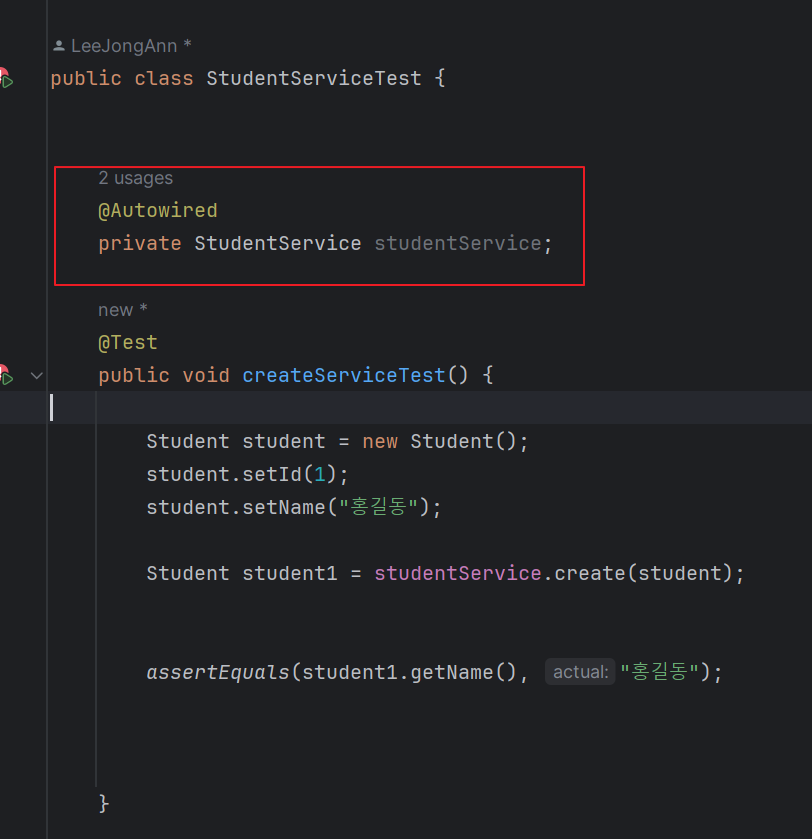 LeeJongAnn *
public class StudentServiceTest {
2 usages
@Autowired
private StudentService studentService;
new *
@Test
public void createServiceTest() {
Student student = new Student();
student.setId(1);
student.setName("홍길동");
Student student1 = studentService.create(student);
assertEquals(student1.getName(), actual: "홍길동");
}